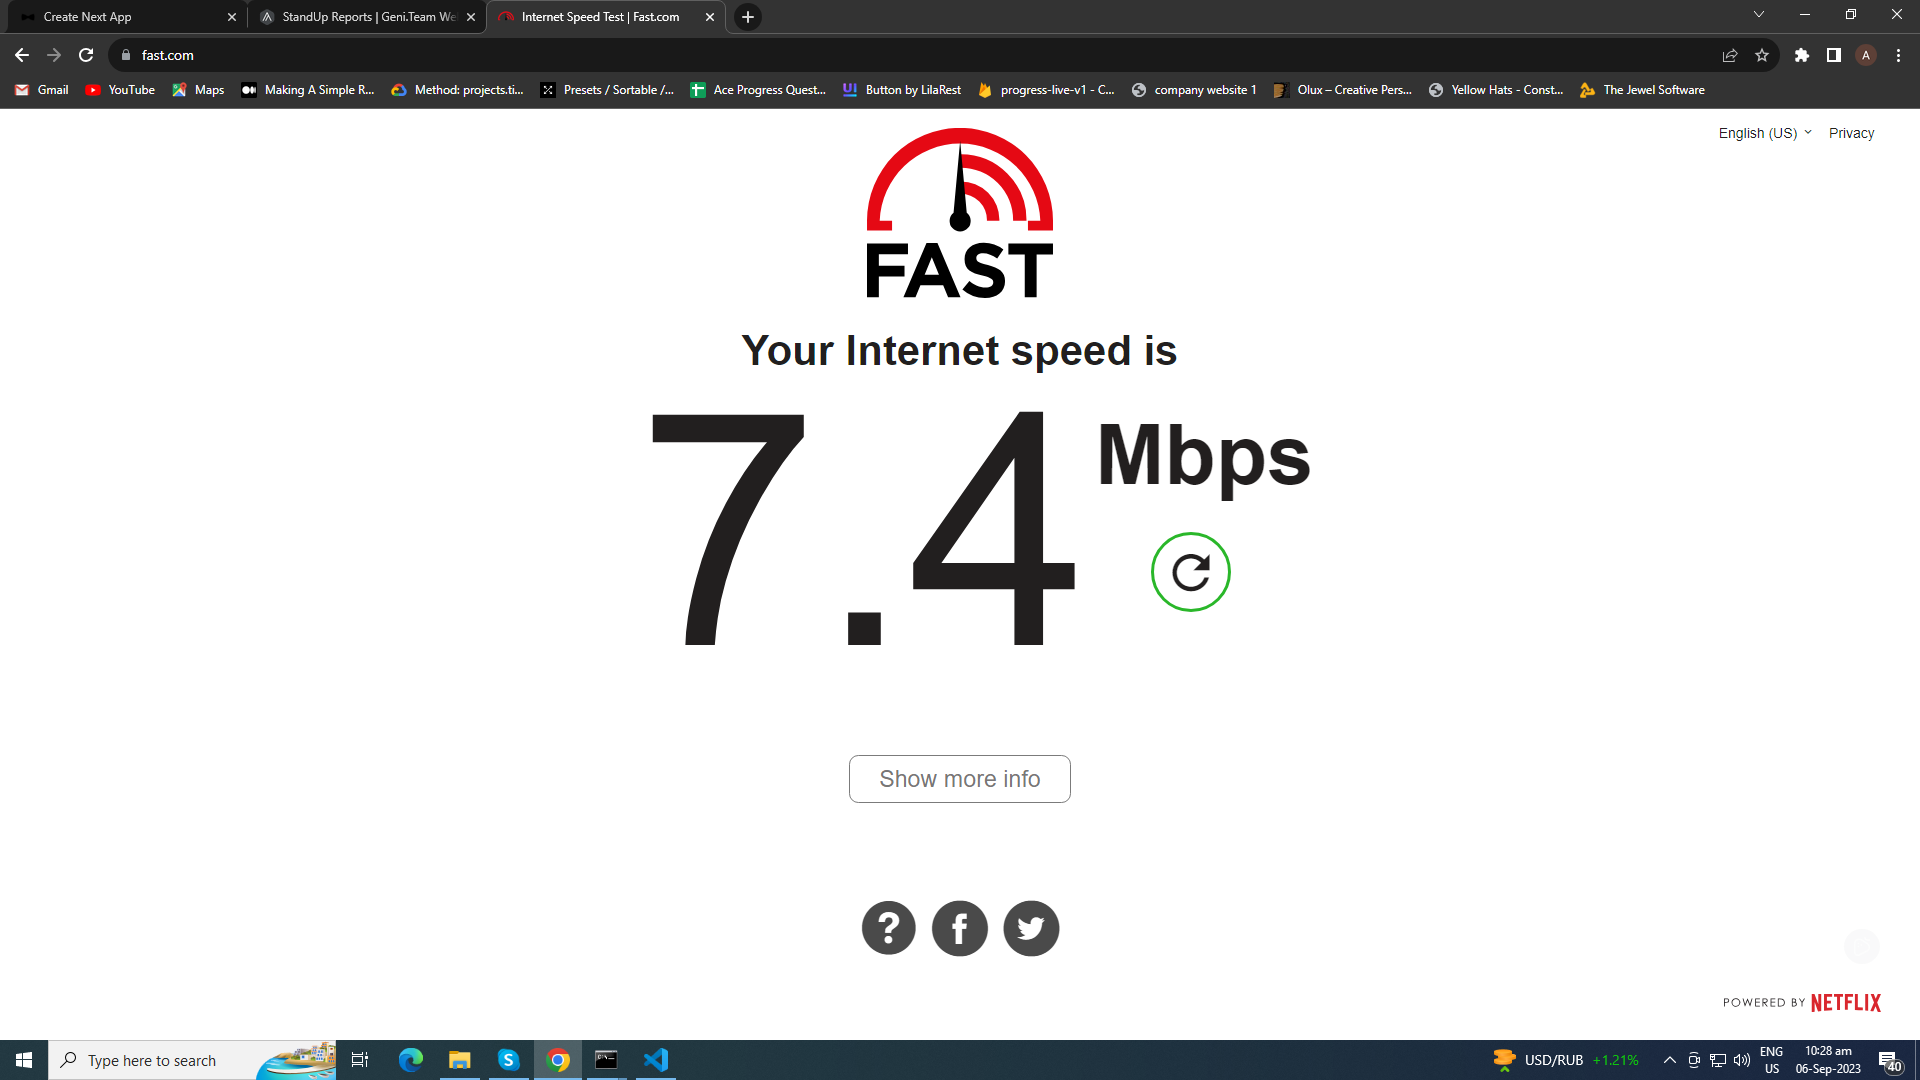 Create Next App
StandUp Reports | Geni.Team We
Internet Speed Test | Fast.com
fast.com
A
Gmail
YouTube
Maps
Making A Simple R...
Method: projects.ti...
Presets / Sortable /...
Ace Progress Quest...
Button by LilaRest
progress-live-v1 - C...
company website 1
Olux – Creative Pers...
Yellow Hats - Const...
The Jewel Software
English (US)
Privacy
FAST
Your Internet speed is
7.4 Mbps
Show more info
POWERED BY NETFLIX
Type here to search
USD/RUB +1.21%
ENG
US
10:28 am
06-Sep-2023
40